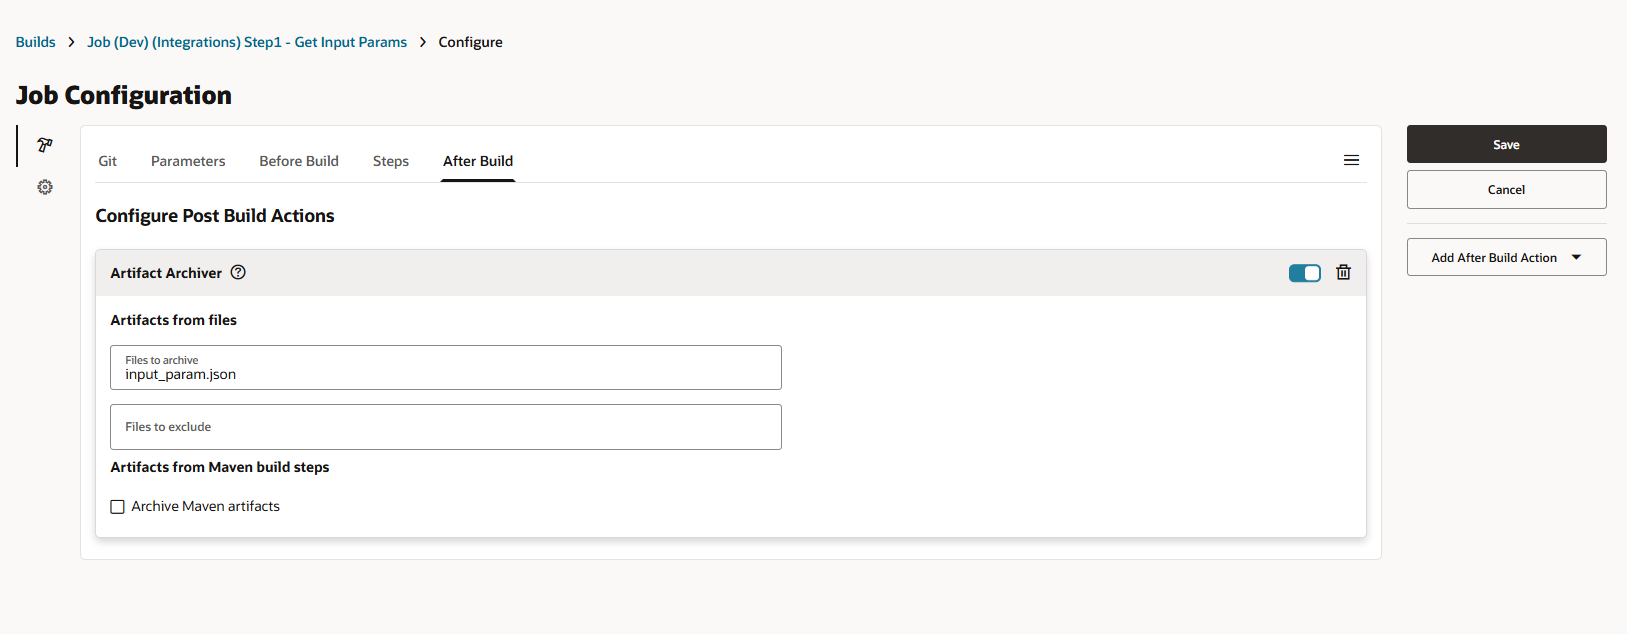 Builds > Job (Dev) (Integrations) Step1 - Get Input Params > Configure
Job Configuration
Git Parameters Before Build Steps After Build
Save
Cancel
Add After Build Action
Configure Post Build Actions
Artifact Archiver
Artifacts from files
Files to archive
input_param.json
Files to exclude
Artifacts from Maven build steps
Archive Maven artifacts